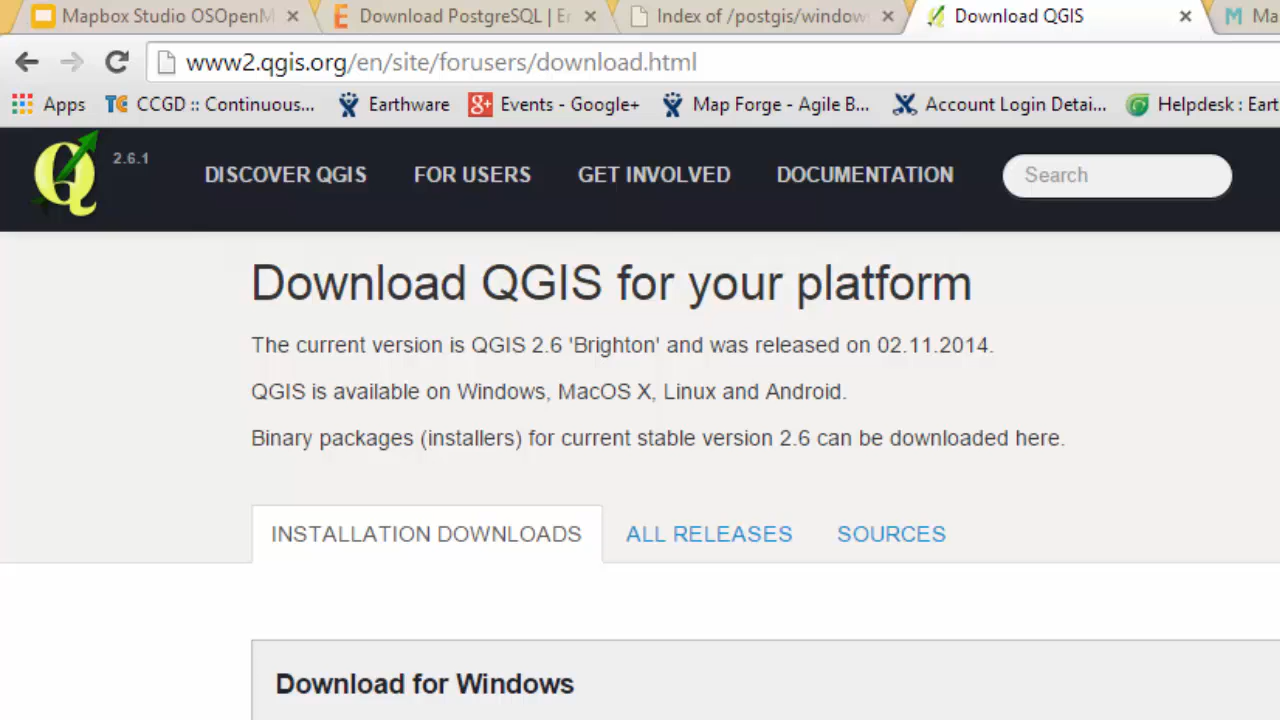 Mapbox Studio OSOpenM
Download PostgreSQL | E
Index of /postgis/window
Download QGIS
Ma
www2.qgis.org/en/site/forusers/download.html
Apps
CCGD :: Continuous...
Earthware
Events - Google+
Map Forge - Agile B...
Account Login Detai...
Helpdesk : Eart
2.6.1
DISCOVER QGIS
FOR USERS
GET INVOLVED
DOCUMENTATION
Search
Download QGIS for your platform
The current version is QGIS 2.6 'Brighton' and was released on 02.11.2014.
QGIS is available on Windows, MacOS X, Linux and Android.
Binary packages (installers) for current stable version 2.6 can be downloaded here.
INSTALLATION DOWNLOADS
ALL RELEASES
SOURCES
Download for Windows